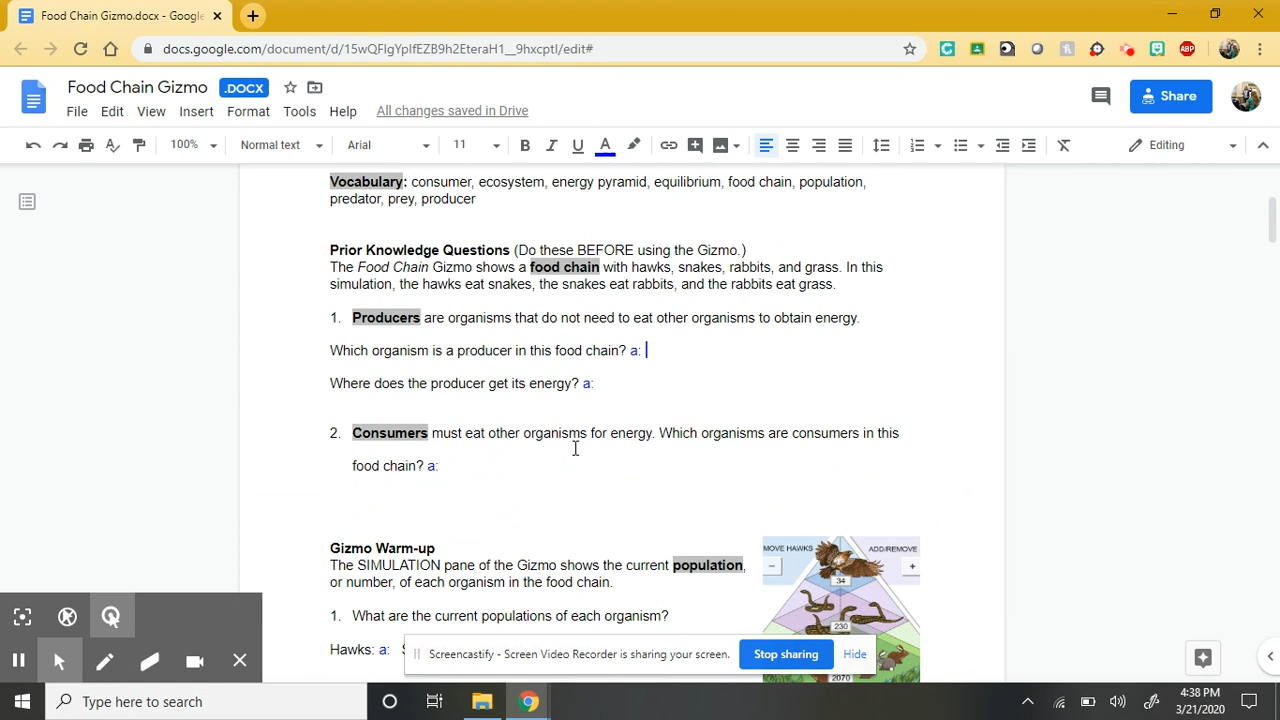 Food Chain Gizmo.docx - Google
docs.google.com/document/d/15wQFIgYpIfEZB9h2EteraH1__9hxcptI/edit#
ABP
Food Chain Gizmo .DOCX
File Edit View Insert Format Tools Help All changes saved in Drive
Share
100% Normal text Arial 11 B I U A Editing
Vocabulary: consumer, ecosystem, energy pyramid, equilibrium, food chain, population,
predator, prey, producer
Prior Knowledge Questions (Do these BEFORE using the Gizmo.)
The Food Chain Gizmo shows a food chain with hawks, snakes, rabbits, and grass. In this
simulation, the hawks eat snakes, the snakes eat rabbits, and the rabbits eat grass.
1. Producers are organisms that do not need to eat other organisms to obtain energy.
Which organism is a producer in this food chain? a:
Where does the producer get its energy? a:
2. Consumers must eat other organisms for energy. Which organisms are consumers in this
food chain? a:
Gizmo Warm-up
The SIMULATION pane of the Gizmo shows the current population,
or number, of each organism in the food chain.
1. What are the current populations of each organism?
Hawks: a: S
MOVE HAWKS ADD/REMOVE
34
230
2070
Screencastify - Screen Video Recorder is sharing your screen. Stop sharing Hide
Type here to search
4:38 PM
3/21/2020